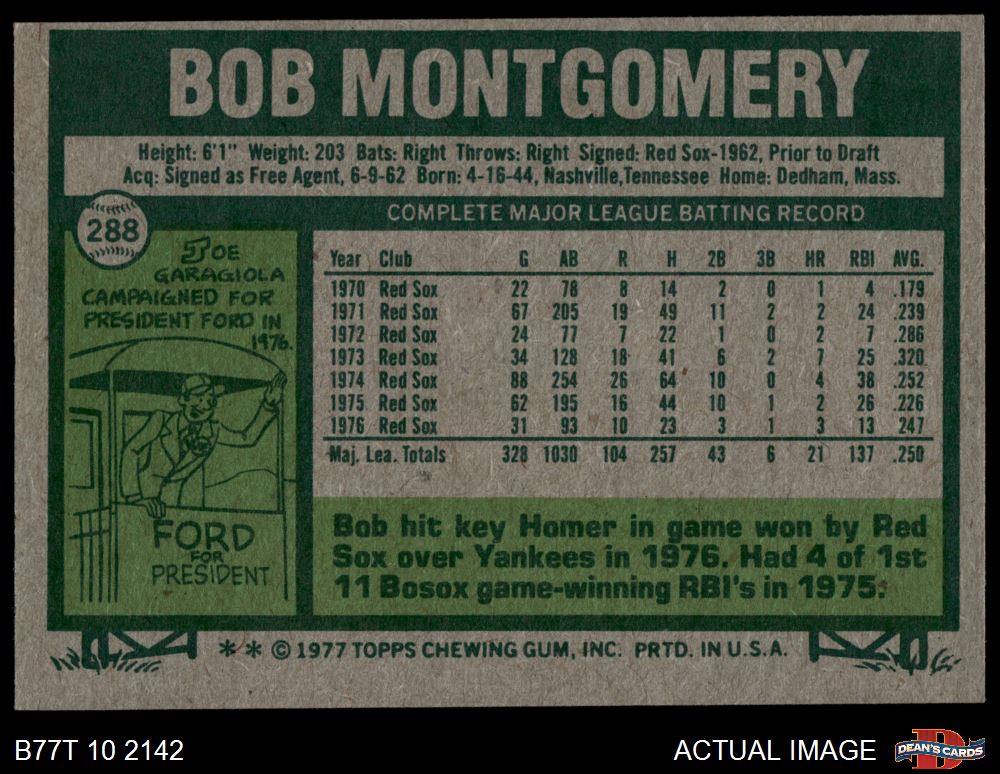 BOB MONTGOMERY
Height: 6'1" Weight: 203 Bats: Right Throws: Right Signed: Red Sox-1962, Prior to Draft
Acq: Signed as Free Agent, 6-9-62 Born: 4-16-44, Nashville,Tennessee Home: Dedham, Mass.
288
JOE
GARAGIOLA
CAMPAIGNED FOR
PRESIDENT FORD IN
1976.
FORD
FOR
PRESIDENT
COMPLETE MAJOR LEAGUE BATTING RECORD
Year Club G AB R H 2B 3B HR RBI AVG.
1970 Red Sox 22 78 8 14 2 0 1 4 .179
1971 Red Sox 67 205 19 49 11 2 2 24 .239
1972 Red Sox 24 77 7 22 1 0 2 7 .286
1973 Red Sox 34 128 18 41 6 2 7 25 .320
1974 Red Sox 88 254 26 64 10 0 4 38 .252
1975 Red Sox 62 195 16 44 10 1 2 26 .226
1976 Red Sox 31 93 10 23 3 1 3 13 .247
Maj. Lea. Totals 328 1030 104 257 43 6 21 137 .250
Bob hit key Homer in game won by Red
Sox over Yankees in 1976. Had 4 of 1st
11 Bosox game-winning RBI's in 1975.
** © 1977 TOPPS CHEWING GUM, INC. PRTD. IN U.S.A.
B77T 10 2142
ACTUAL IMAGE
DEAN'S CARDS